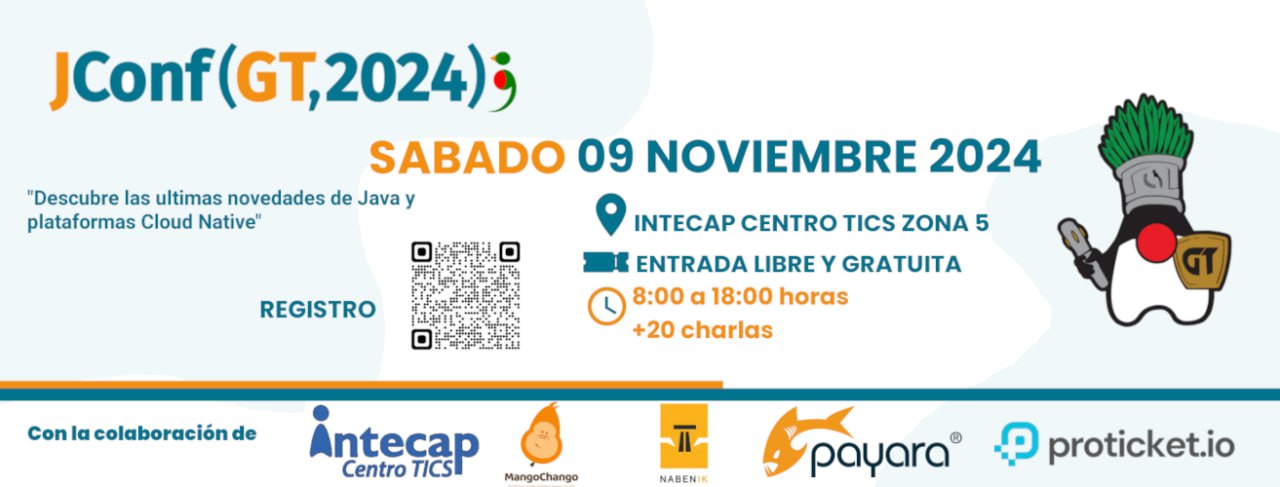 JConf(GT,2024);
SABADO 09 NOVIEMBRE 2024
"Descubre las ultimas novedades de Java y
plataformas Cloud Native"
INTECAP CENTRO TICS ZONA 5
ENTRADA LIBRE Y GRATUITA
8:00 a 18:00 horas
+20 charlas
REGISTRO
GT
Con la colaboración de
intecap
Centro TICS
MangoChango
NABENIK
payara®
proticket.io